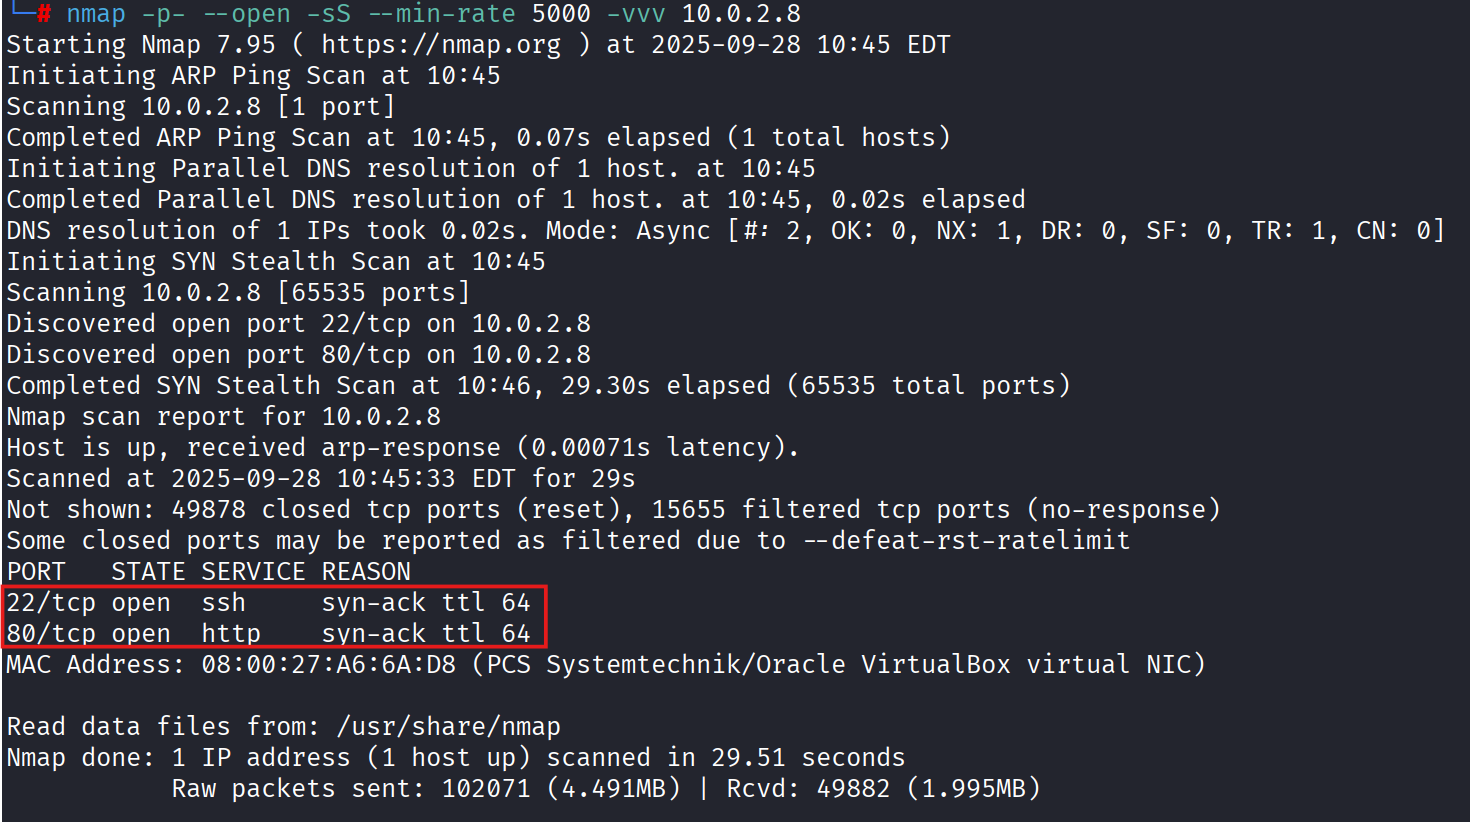 └─# nmap -p- --open -sS --min-rate 5000 -vvv 10.0.2.8
Starting Nmap 7.95 ( https://nmap.org ) at 2025-09-28 10:45 EDT
Initiating ARP Ping Scan at 10:45
Scanning 10.0.2.8 [1 port]
Completed ARP Ping Scan at 10:45, 0.07s elapsed (1 total hosts)
Initiating Parallel DNS resolution of 1 host. at 10:45
Completed Parallel DNS resolution of 1 host. at 10:45, 0.02s elapsed
DNS resolution of 1 IPs took 0.02s. Mode: Async [#: 2, OK: 0, NX: 1, DR: 0, SF: 0, TR: 1, CN: 0]
Initiating SYN Stealth Scan at 10:45
Scanning 10.0.2.8 [65535 ports]
Discovered open port 22/tcp on 10.0.2.8
Discovered open port 80/tcp on 10.0.2.8
Completed SYN Stealth Scan at 10:46, 29.30s elapsed (65535 total ports)
Nmap scan report for 10.0.2.8
Host is up, received arp-response (0.00071s latency).
Scanned at 2025-09-28 10:45:33 EDT for 29s
Not shown: 49878 closed tcp ports (reset), 15655 filtered tcp ports (no-response)
Some closed ports may be reported as filtered due to --defeat-rst-ratelimit
PORT   STATE SERVICE REASON
22/tcp open  ssh     syn-ack ttl 64
80/tcp open  http    syn-ack ttl 64
MAC Address: 08:00:27:A6:6A:D8 (PCS Systemtechnik/Oracle VirtualBox virtual NIC)
Read data files from: /usr/share/nmap
Nmap done: 1 IP address (1 host up) scanned in 29.51 seconds
           Raw packets sent: 102071 (4.491MB) | Rcvd: 49882 (1.995MB)